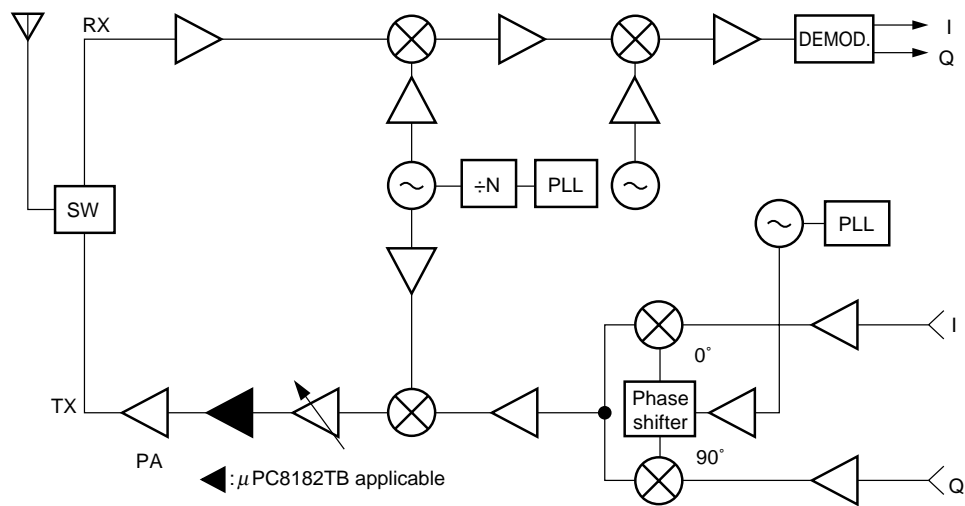 RX
I
DEMOD.
Q
÷N
PLL
SW
PLL
I
0°
TX
Phase
shifter
PA
90°
:μPC8182TB applicable
Q